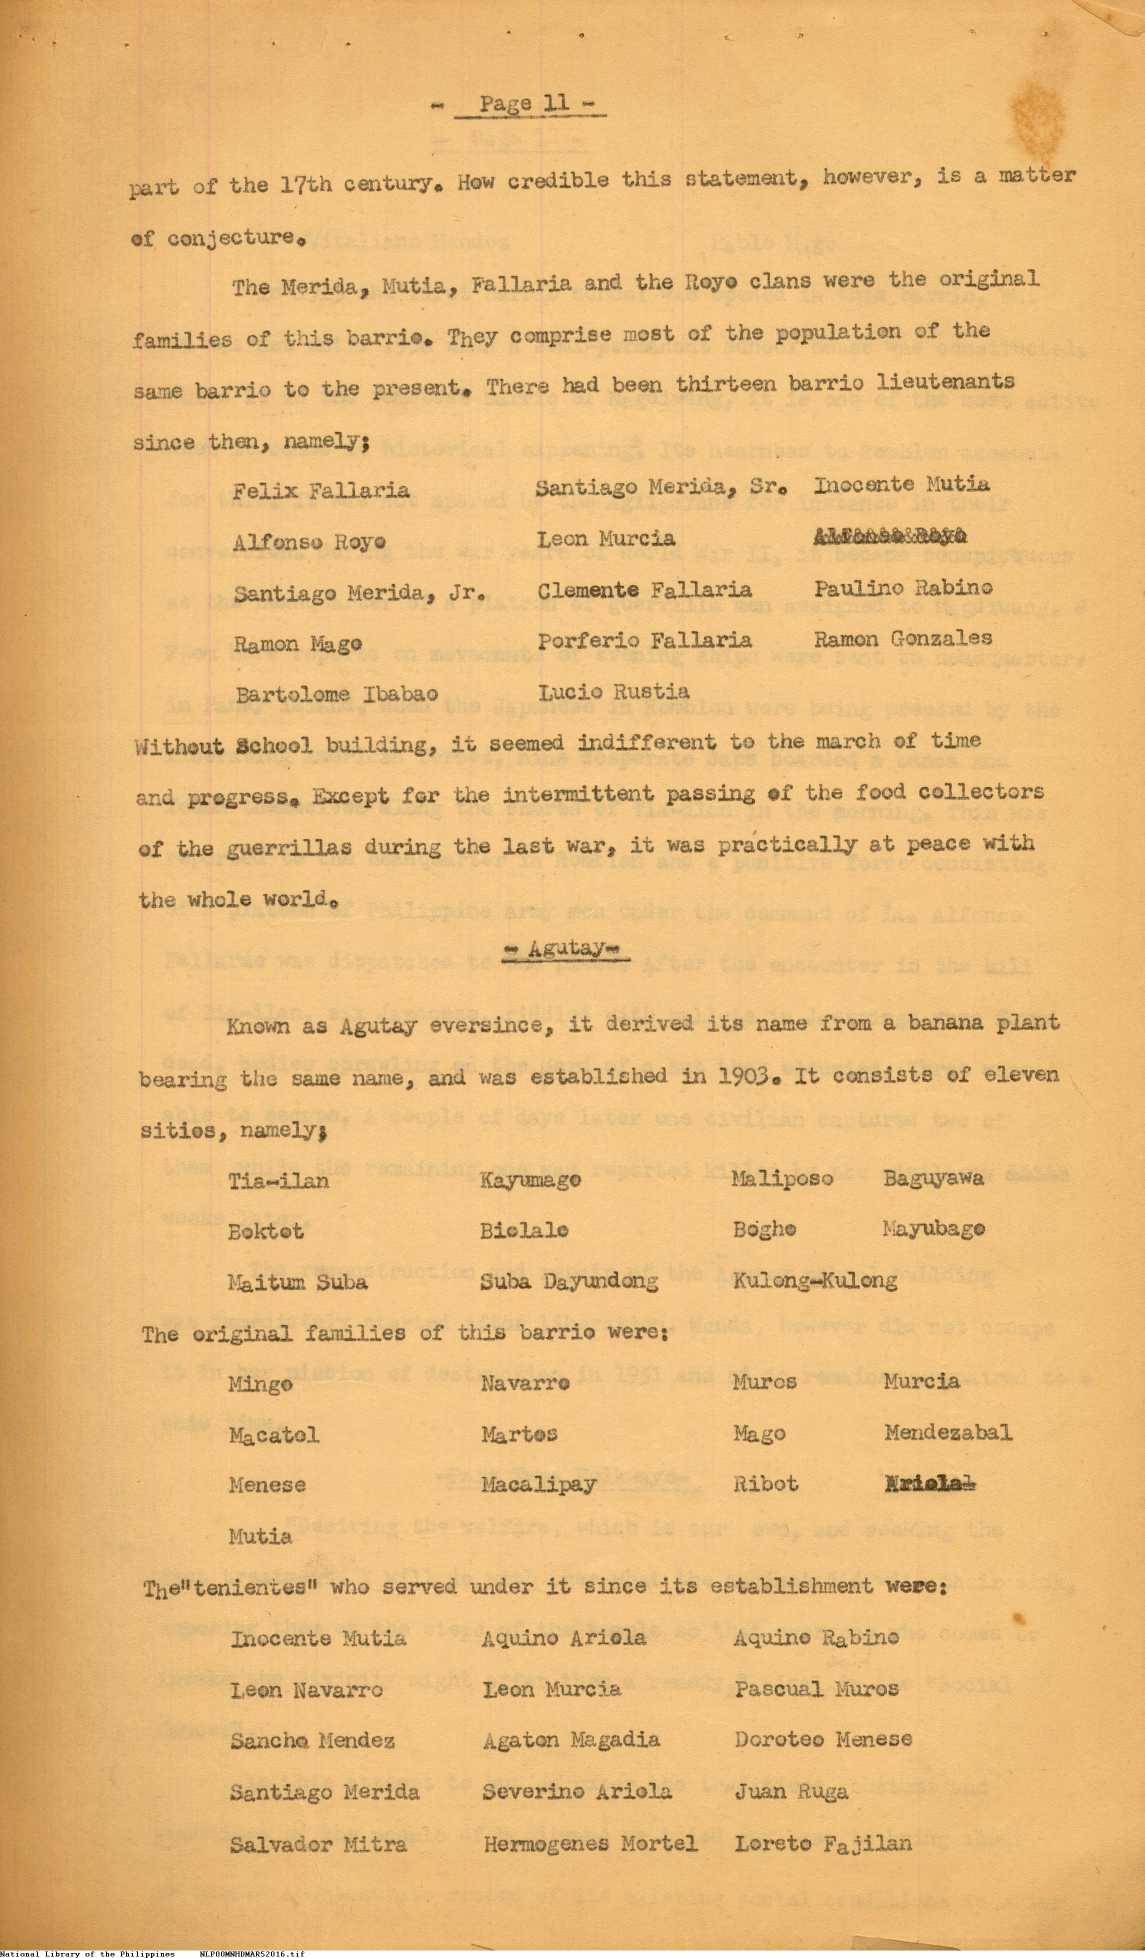 - Page 11 -
part of the 17th century. How credible this statement, however, is a matter
of conjecture.
The Merida, Mutia, Fallaria and the Royo clans were the original
families of this barrio. They comprise most of the population of the
same barrio to the present. There had been thirteen barrio lieutenants
since then, namely;
Felix Fallaria Santiago Merida, Sr. Inocente Mutia
Alfonso Royo Leon Murcia Alfonso Royo
Santiago Merida, Jr. Clemente Fallaria Paulino Rabino
Ramon Mago Porferio Fallaria Ramon Gonzales
Bartolome Ibabao Lucio Rustia
Without School building, it seemed indifferent to the march of time
and progress. Except for the intermittent passing of the food collectors
of the guerrillas during the last war, it was practically at peace with
the whole world.
- Agutay-
Known as Agutay eversince, it derived its name from a banana plant
bearing the same name, and was established in 1903. It consists of eleven
sitios, namely;
Tia-ilan Kayumago Maliposo Baguyawa
Boktot Biolalo Bogho Mayubago
Maitum Suba Suba Dayundong Kulong-Kulong
The original families of this barrio were:
Mingo Navarro Muros Murcia
Macatol Martos Mago Mendezabal
Menese Macalipay Ribot Ariola
Mutia
The"tenientes" who served under it since its establishment were:
Inocente Mutia Aquino Ariola Aquino Rabino
Leon Navarro Leon Murcia Pascual Muros
Sancho Mendez Agaton Magadia Doroteo Menese
Santiago Merida Severino Ariola Juan Ruga
Salvador Mitra Hermogenes Mortel Loreto Fajilan
National Library of the Philippines NLPOOMNHDMARS2016.tif